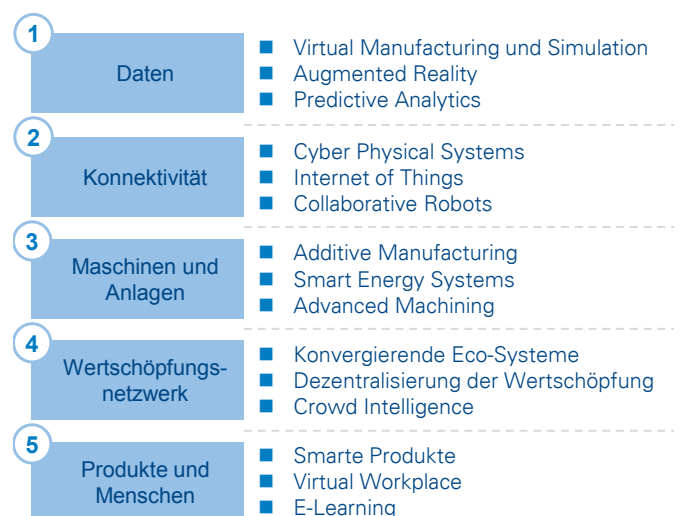 1
Daten
Virtual Manufacturing und Simulation
Augmented Reality
Predictive Analytics
2
Konnektivität
Cyber Physical Systems
Internet of Things
Collaborative Robots
3
Maschinen und
Anlagen
Additive Manufacturing
Smart Energy Systems
Advanced Machining
4
Wertschöpfungs-
netzwerk
Konvergierende Eco-Systeme
Dezentralisierung der Wertschöpfung
Crowd Intelligence
5
Produkte und
Menschen
Smarte Produkte
Virtual Workplace
E-Learning